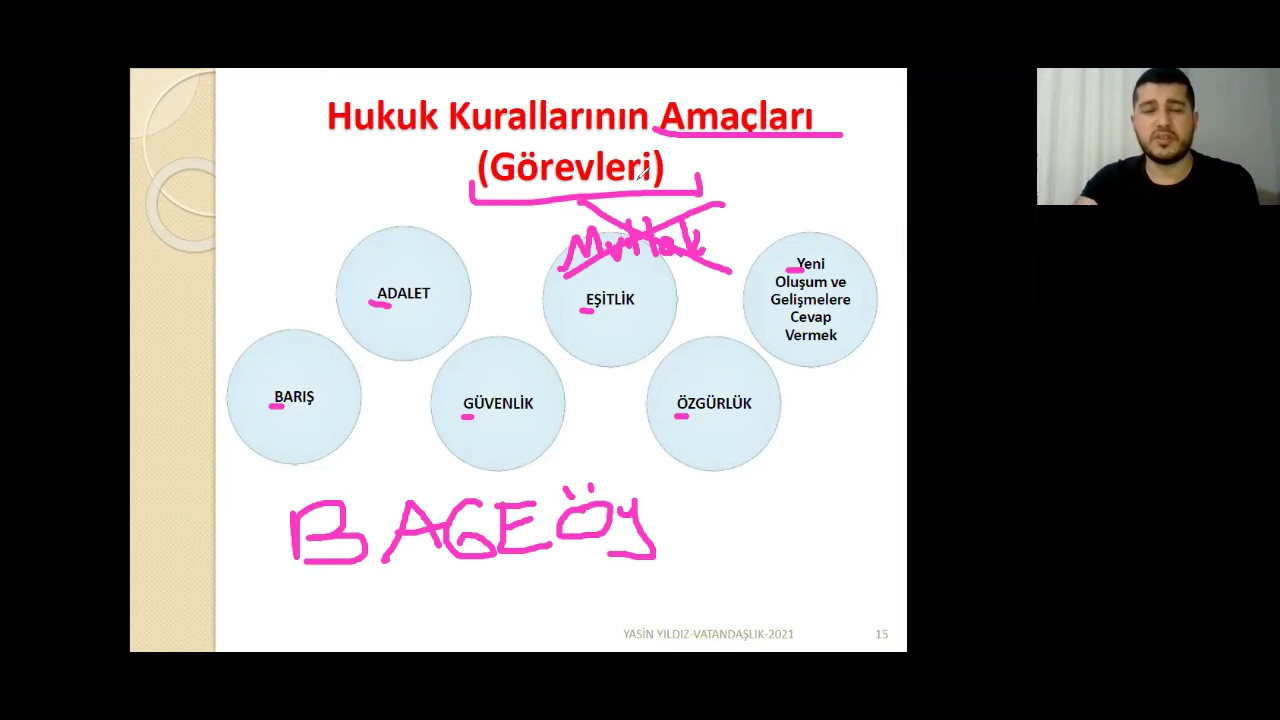 Hukuk Kurallarının Amaçları
(Görevleri)
Mutlak
ADALET
EŞİTLİK
Yeni
Oluşum ve
Gelişmelere
Cevap
Vermek
BARIŞ
GÜVENLİK
ÖZGÜRLÜK
BAGEÖY
YASİN YILDIZ-VATANDAŞLIK-2021
15